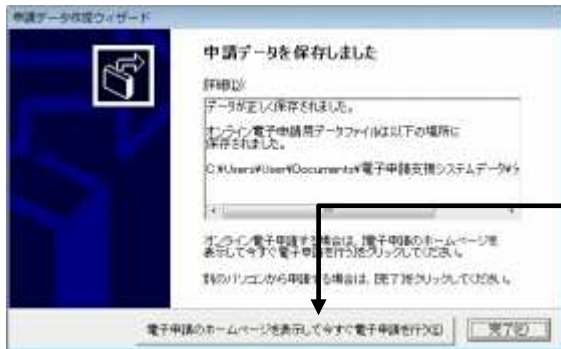 申請データ作成ウィザード
申請データを保存しました
詳細(D):
データが正しく保存されました。
オンライン電子申請用データファイルは以下の場所に
保存されました。
C:¥Users¥User¥Documents¥電子申請支援システムデータ¥
オンライン電子申請する場合は、[電子申請のホームページを
表示して今すぐ電子申請を行う]をクリックしてください。
別のパソコンから申請する場合は、[完了]をクリックしてください。
電子申請のホームページを表示して今すぐ電子申請を行う(E)
完了(E)